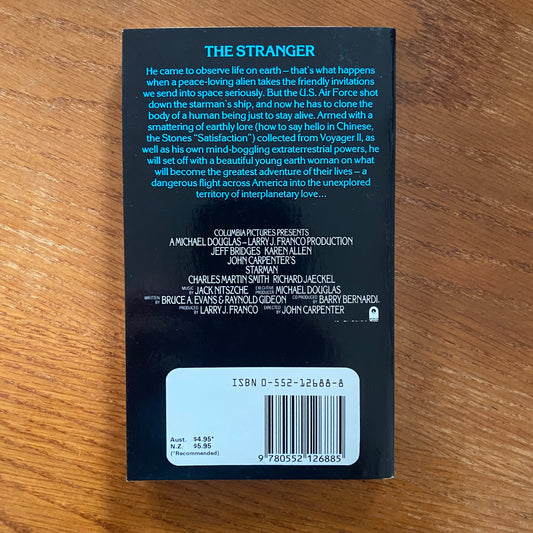 THE STRANGER
He came to observe life on earth – that's what happens
when a peace-loving alien takes the friendly invitations
we send into space seriously. But the U.S. Air Force shot
down the starman's ship, and now he has to clone the
body of a human being just to stay alive. Armed with a
smattering of earthly lore (how to say hello in Chinese,
the Stones "Satisfaction") collected from Voyager II, as
well as his own mind-boggling extraterrestrial powers, he
will set off with a beautiful young earth woman on what
will become the greatest adventure of their lives – a
dangerous flight across America into the unexplored
territory of interplanetary love...
COLUMBIA PICTURES PRESENTS
A MICHAEL DOUGLAS – LARRY J. FRANCO PRODUCTION
JEFF BRIDGES KAREN ALLEN
JOHN CARPENTER'S
STARMAN
CHARLES MARTIN SMITH RICHARD JAECKEL
MUSIC BY JACK NITZSCHE EXECUTIVE PRODUCER MICHAEL DOUGLAS
WRITTEN BY BRUCE A. EVANS & RAYNOLD GIDEON CO PRODUCED BY BARRY BERNARDI.
PRODUCED BY LARRY J. FRANCO DIRECTED BY JOHN CARPENTER
ISBN 0-552-12688-8
Aust. $4.95*
N.Z. $5.95
(*Recommended)
9 780552 126885